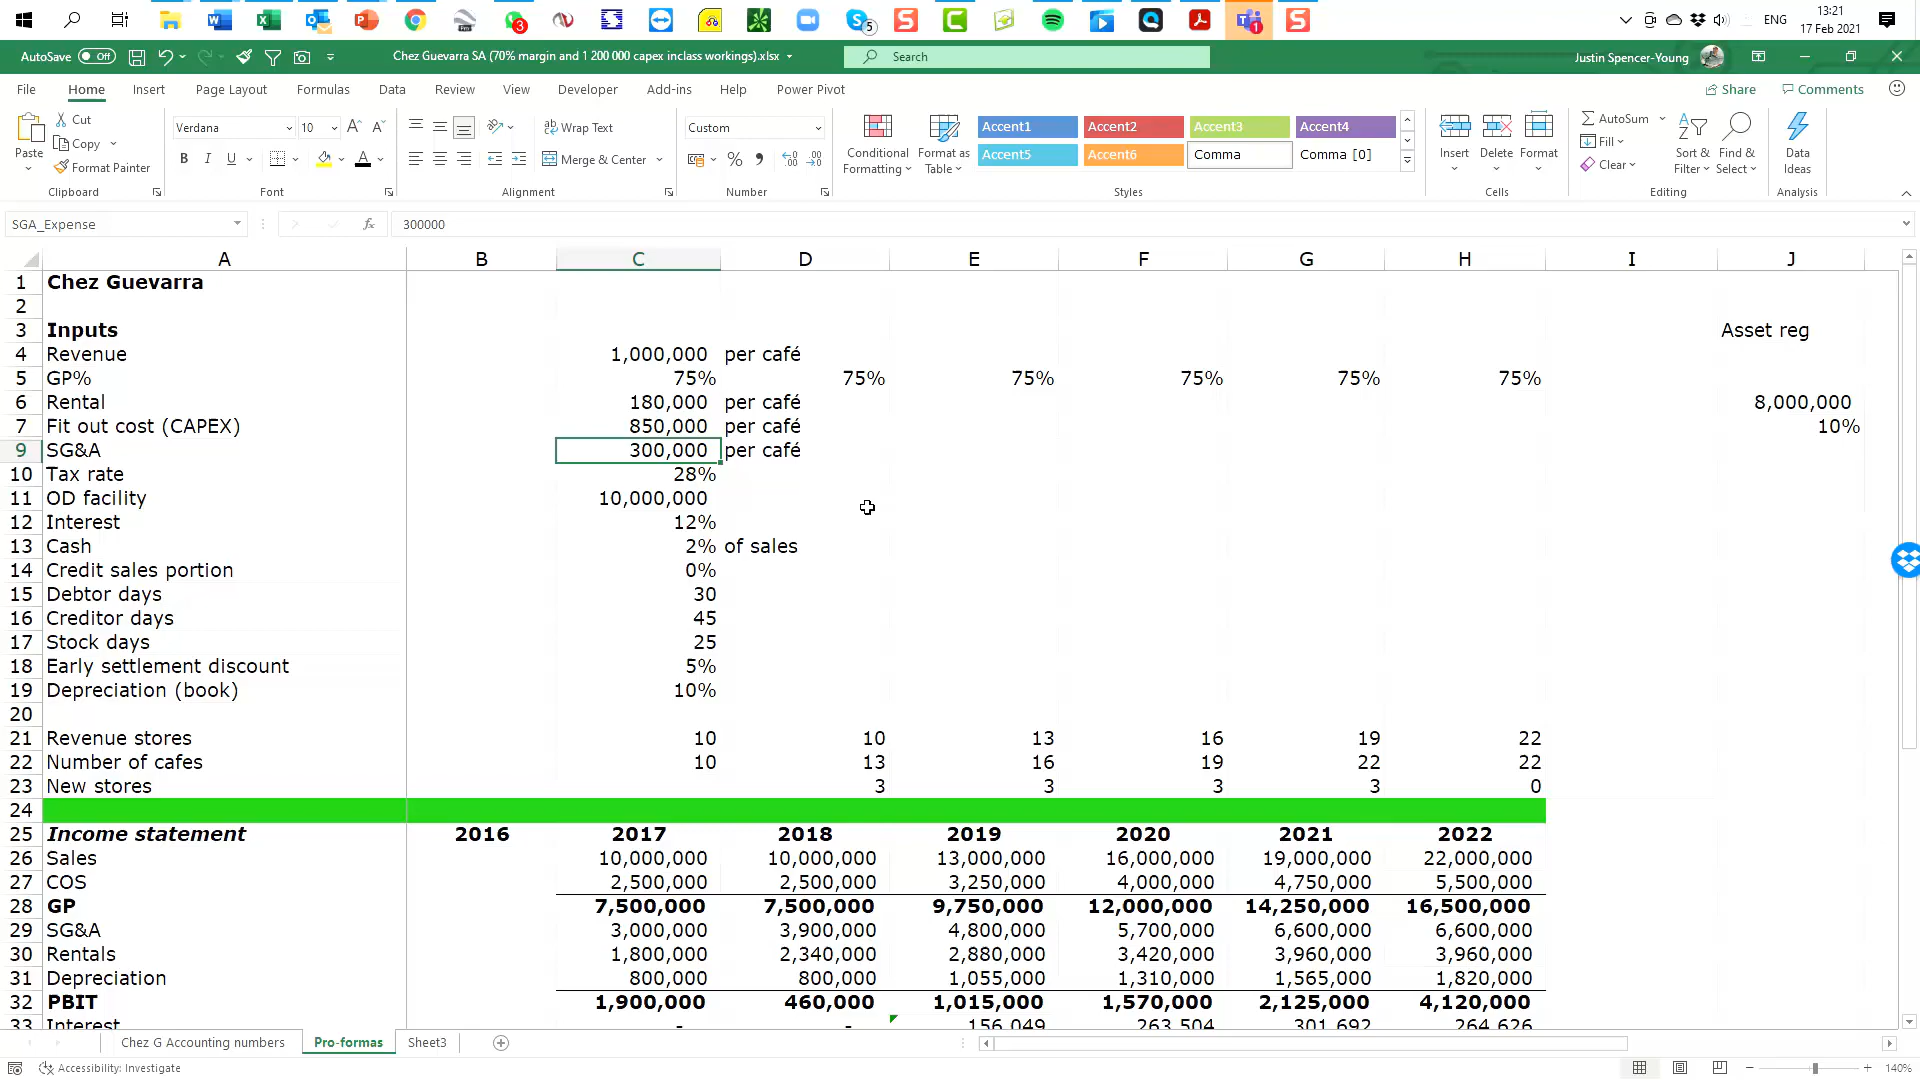 13:21
ENG
17 Feb 2021
AutoSave Off
Chez Guevarra SA (70% margin and 1 200 000 capex inclass workings).xlsx
Search
Justin Spencer-Young
File Home Insert Page Layout Formulas Data Review View Developer Add-ins Help Power Pivot Share Comments
Paste Cut Copy Format Painter Clipboard
Verdana 10 B I U A Font
Wrap Text Merge & Center Alignment
Custom % Number
Conditional Formatting Format as Table
Accent1 Accent2 Accent3 Accent4
Accent5 Accent6 Comma Comma [0]
Styles
Insert Delete Format Cells
AutoSum Fill Clear Sort & Filter Find & Select Editing
Data Ideas Analysis
SGA_Expense fx 300000
A B C D E F G H I J
1 Chez Guevarra
2
3 Inputs Asset reg
4 Revenue 1,000,000 per café
5 GP% 75% 75% 75% 75% 75% 75%
6 Rental 180,000 per café 8,000,000
7 Fit out cost (CAPEX) 850,000 per café 10%
9 SG&A 300,000 per café
10 Tax rate 28%
11 OD facility 10,000,000
12 Interest 12%
13 Cash 2% of sales
14 Credit sales portion 0%
15 Debtor days 30
16 Creditor days 45
17 Stock days 25
18 Early settlement discount 5%
19 Depreciation (book) 10%
20
21 Revenue stores 10 10 13 16 19 22
22 Number of cafes 10 13 16 19 22 22
23 New stores 3 3 3 3 0
24
25 Income statement 2016 2017 2018 2019 2020 2021 2022
26 Sales 10,000,000 10,000,000 13,000,000 16,000,000 19,000,000 22,000,000
27 COS 2,500,000 2,500,000 3,250,000 4,000,000 4,750,000 5,500,000
28 GP 7,500,000 7,500,000 9,750,000 12,000,000 14,250,000 16,500,000
29 SG&A 3,000,000 3,900,000 4,800,000 5,700,000 6,600,000 6,600,000
30 Rentals 1,800,000 2,340,000 2,880,000 3,420,000 3,960,000 3,960,000
31 Depreciation 800,000 800,000 1,055,000 1,310,000 1,565,000 1,820,000
32 PBIT 1,900,000 460,000 1,015,000 1,570,000 2,125,000 4,120,000
33 Interest - - 156,049 263,504 301,692 264,626
Chez G Accounting numbers Pro-formas Sheet3
Accessibility: Investigate
140%